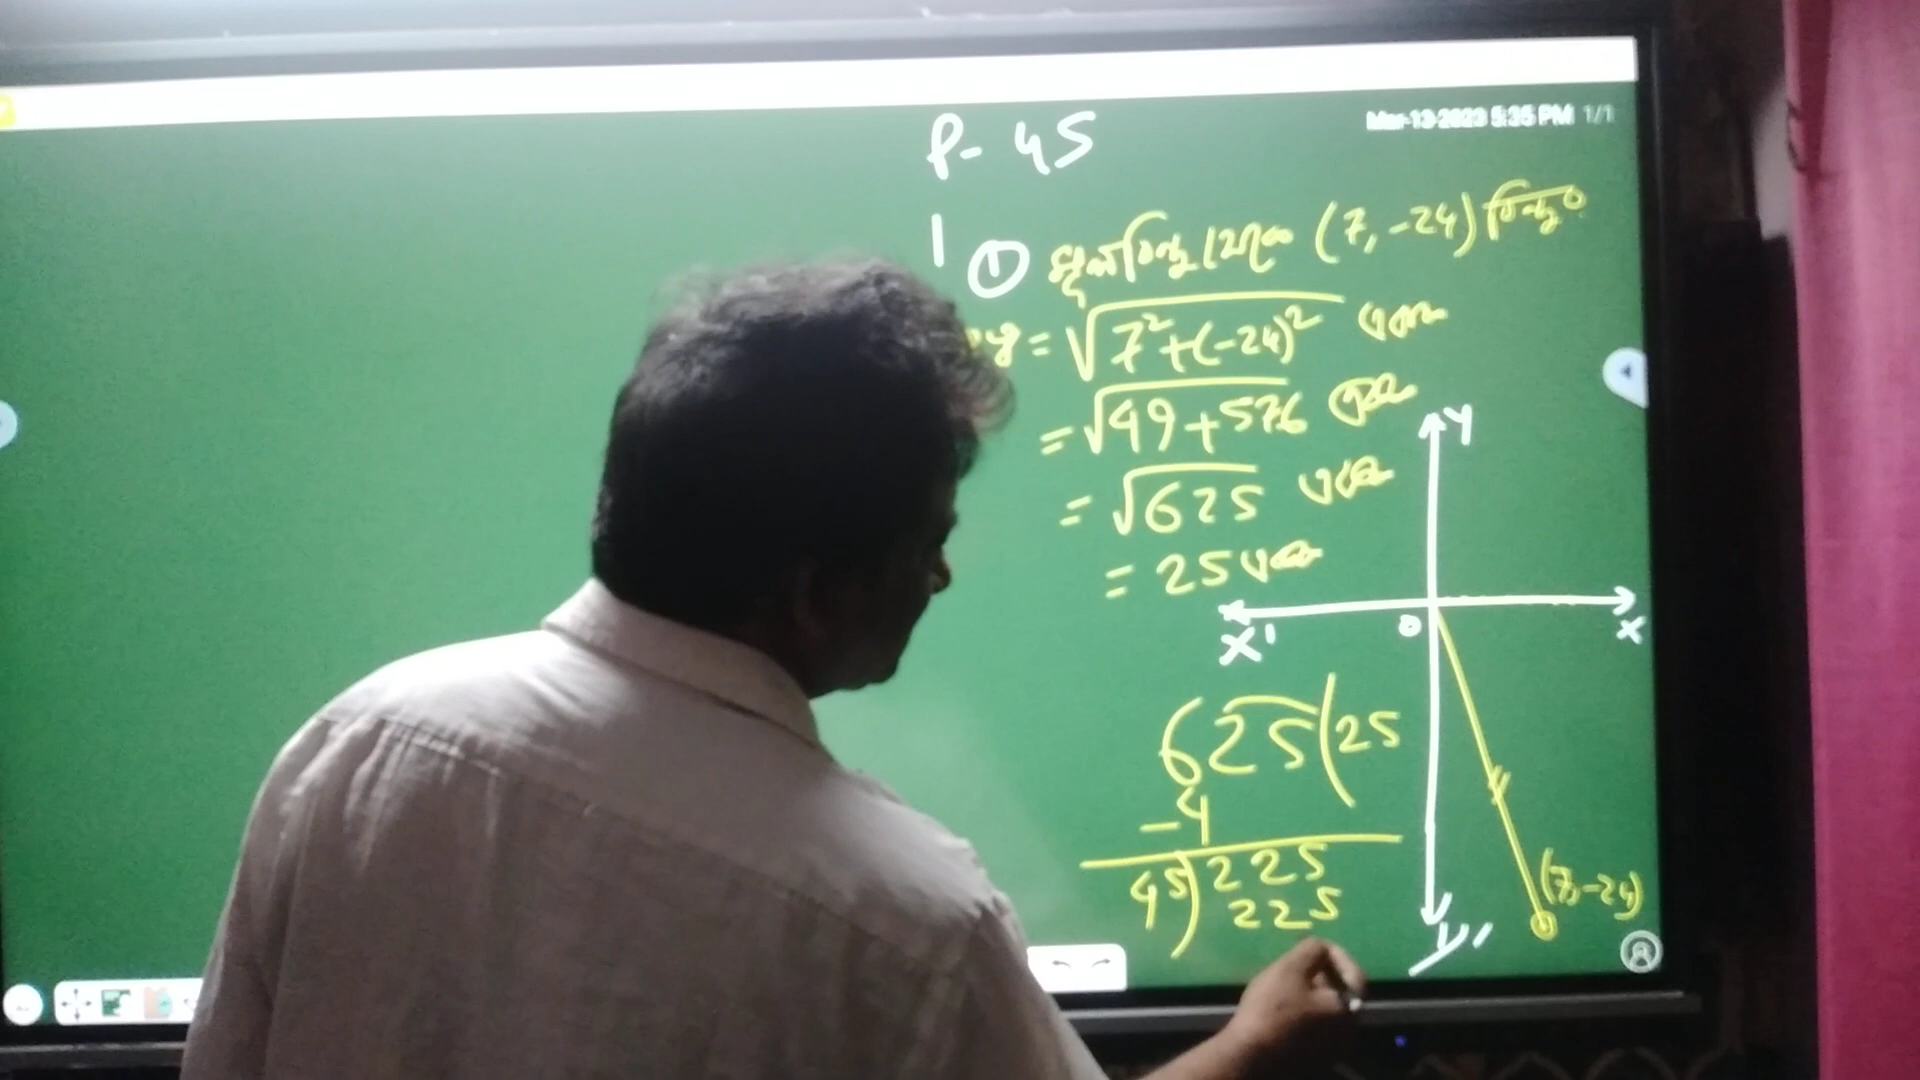 P- 45
Mar-13-2023 5:35 PM 1/1
1 ① মূলবিন্দু থেকে (7, -24) বিন্দুর
= √7²+(-24)² একক
= √49+576 একক
= √625 একক
= 25 একক
Y
X' O X
625(25
-4
45)225
225
(7,-24)
Y'